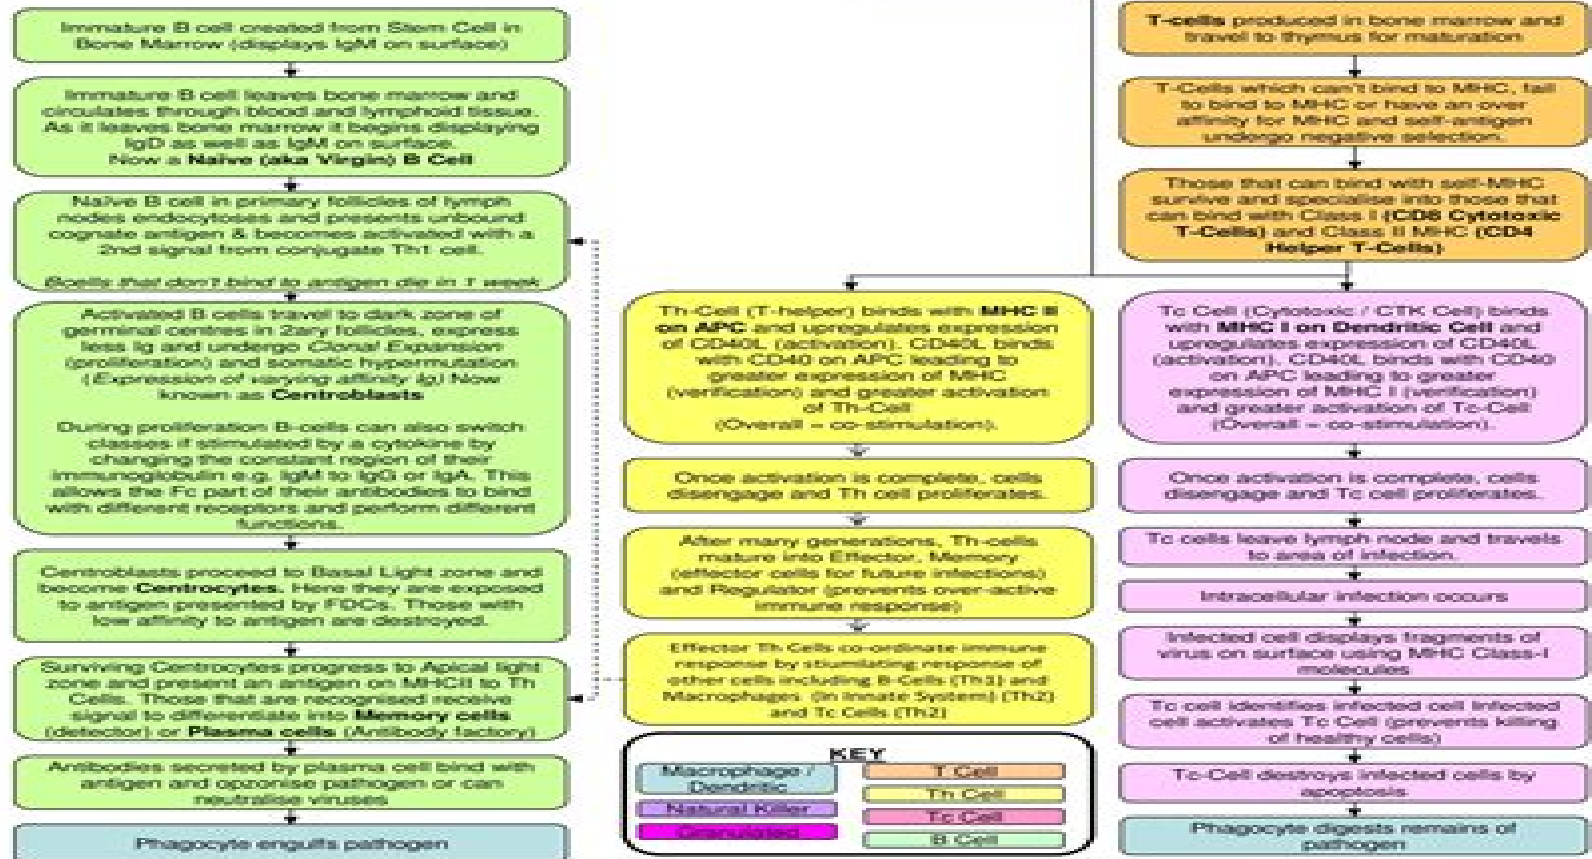 Immature B cell created from Stem Cell in
Bone Marrow (displays IgM on surface)
Immature B cell leaves bone marrow and
circulates through blood and lymphoid tissue.
As it leaves bone marrow it begins displaying
IgD as well as IgM on surface.
Now a Naïve (aka Virgin) B Cell
Naïve B cell in primary follicles of lymph
nodes endocytoses and presents unbound
cognate antigen & becomes activated with a
2nd signal from conjugate Th1 cell.
Bcells that don't bind to antigen die in 1 week
Activated B cells travel to dark zone of
germinal centres in 2ary follicles, express
less Ig and undergo Clonal Expansion
(proliferation) and somatic hypermutation
(Expression of varying affinity Ig) Now
known as Centroblasts
During proliferation B-cells can also switch
classes if stimulated by a cytokine by
changing the constant region of their
immunoglobulin e.g. IgM to IgG or IgA. This
allows the Fc part of their antibodies to bind
with different receptors and perform different
functions.
Centroblasts proceed to Basal Light zone and
become Centrocytes. Here they are exposed
to antigen presented by FDCs. Those with
low affinity to antigen are destroyed.
Surviving Centrocytes progress to Apical light
zone and present an antigen on MHCII to Th
Cells. Those that are recognised receive
signal to differentiate into Memory cells
(detector) or Plasma cells (Antibody factory)
Antibodies secreted by plasma cell bind with
antigen and opzonise pathogen or can
neutralise viruses
Phagocyte engulfs pathogen
T-cells produced in bone marrow and
travel to thymus for maturation
T-Cells which can't bind to MHC, fail
to bind to MHC or have an over
affinity for MHC and self-antigen
undergo negative selection.
Those that can bind with self-MHC
survive and specialise into those that
can bind with Class I (CD8 Cytotoxic
T-Cells) and Class II MHC (CD4
Helper T-Cells)
Th-Cell (T-helper) binds with MHC II
on APC and upregulates expression
of CD40L (activation). CD40L binds
with CD40 on APC leading to
greater expression of MHC
(verification) and greater activation
of Th-Cell
(Overall – co-stimulation).
Once activation is complete, cells
disengage and Th cell proliferates.
After many generations, Th-cells
mature into Effector, Memory
(effector cells for future infections)
and Regulator (prevents over-active
immune response)
Effector Th Cells co-ordinate immune
response by stiumlating response of
other cells including B-Cells (Th1) and
Macrophages (in Innate System) (Th2)
and Tc Cells (Th2)
Tc Cell (Cytotoxic / CTK Cell) binds
with MHC I on Dendritic Cell and
upregulates expression of CD40L
(activation). CD40L binds with CD40
on APC leading to greater
expression of MHC I (verification)
and greater activation of Tc-Cell
(Overall – co-stimulation).
Once activation is complete, cells
disengage and Tc cell proliferates.
Tc cells leave lymph node and travels
to area of infection.
Intracellular infection occurs
Infected cell displays fragments of
virus on surface using MHC Class-I
molecules
Tc cell identifies infected cell Infected
cell activates Tc Cell (prevents killing
of healthy cells)
Tc-Cell destroys infected cells by
apoptosis
Phagocyte digests remains of
pathogen
KEY
Macrophage /
Dendritic
Natural Killer
Granulated
T Cell
Th Cell
Tc Cell
B Cell